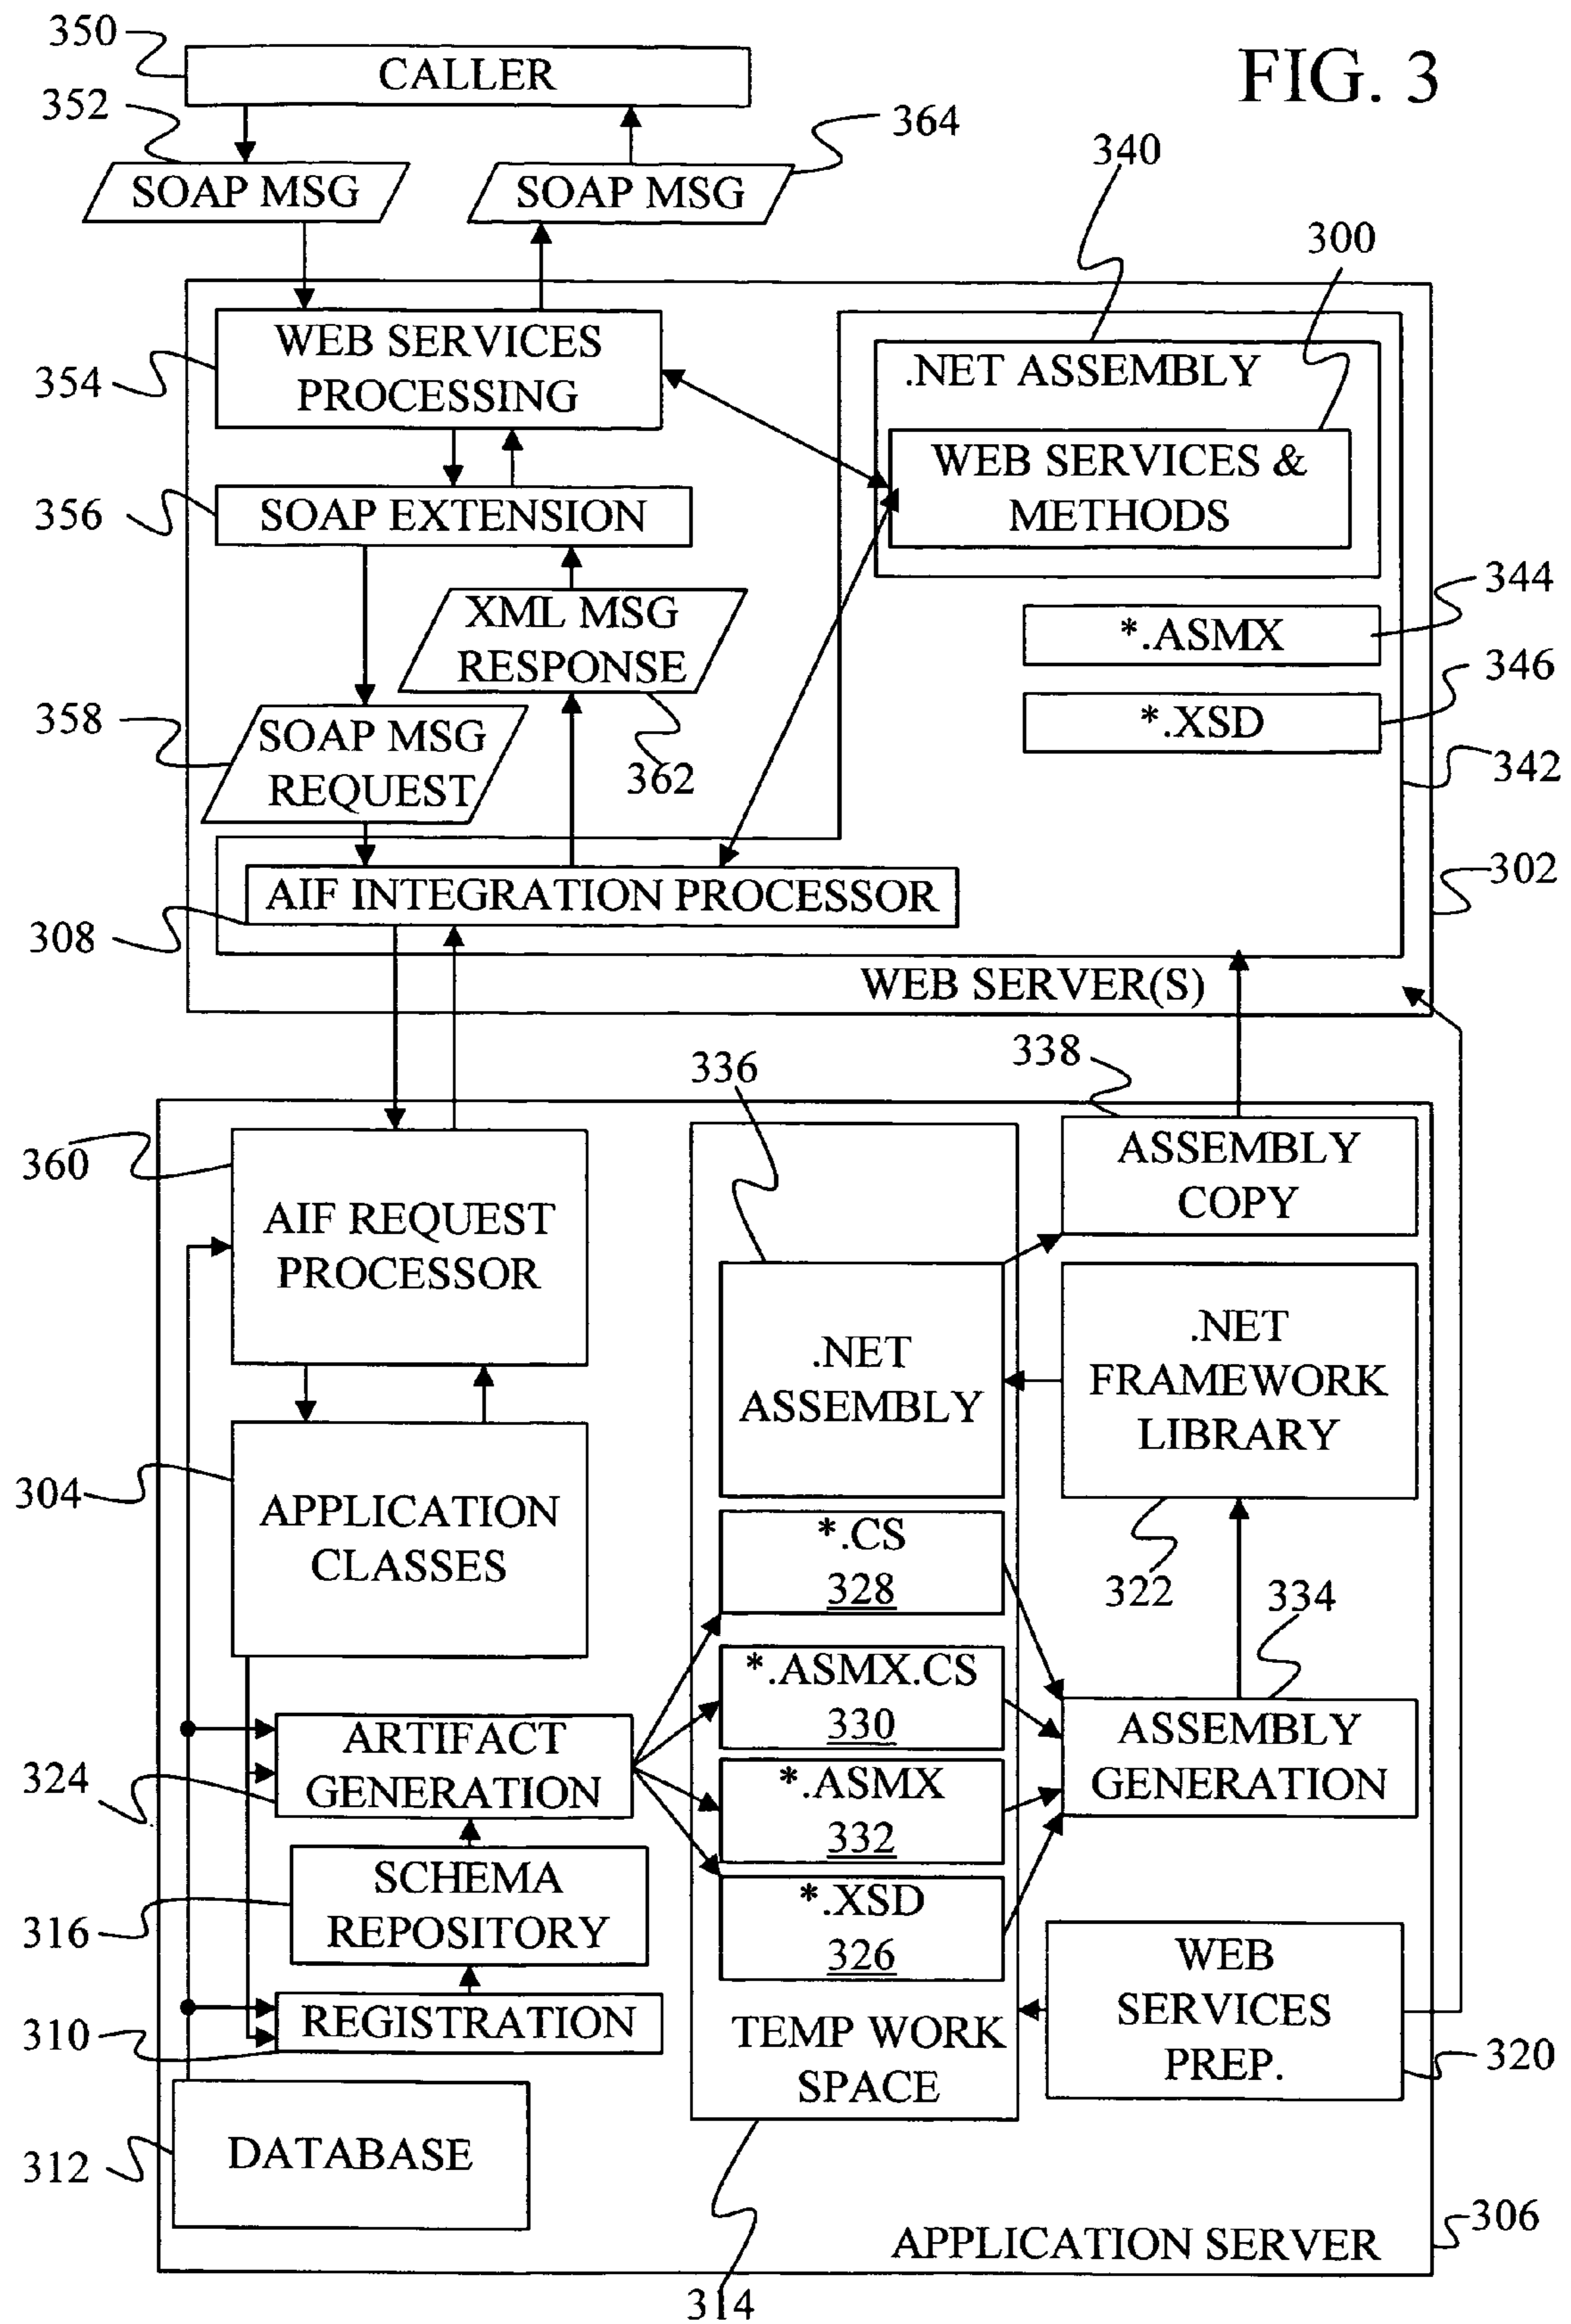 FIG. 3
350
CALLER
352
364
SOAP MSG
SOAP MSG
340
300
WEB SERVICES
PROCESSING
354
.NET ASSEMBLY
WEB SERVICES &
METHODS
356
SOAP EXTENSION
344
*.ASMX
XML MSG
RESPONSE
346
*.XSD
358
SOAP MSG
REQUEST
362
342
302
AIF INTEGRATION PROCESSOR
308
WEB SERVER(S)
336
338
360
ASSEMBLY
COPY
AIF REQUEST
PROCESSOR
.NET
ASSEMBLY
.NET
FRAMEWORK
LIBRARY
304
APPLICATION
CLASSES
*.CS
328
322
334
*.ASMX.CS
330
ARTIFACT
GENERATION
324
ASSEMBLY
GENERATION
*.ASMX
332
SCHEMA
REPOSITORY
316
*.XSD
326
WEB
SERVICES
PREP.
320
REGISTRATION
310
TEMP WORK
SPACE
DATABASE
312
306
APPLICATION SERVER
314